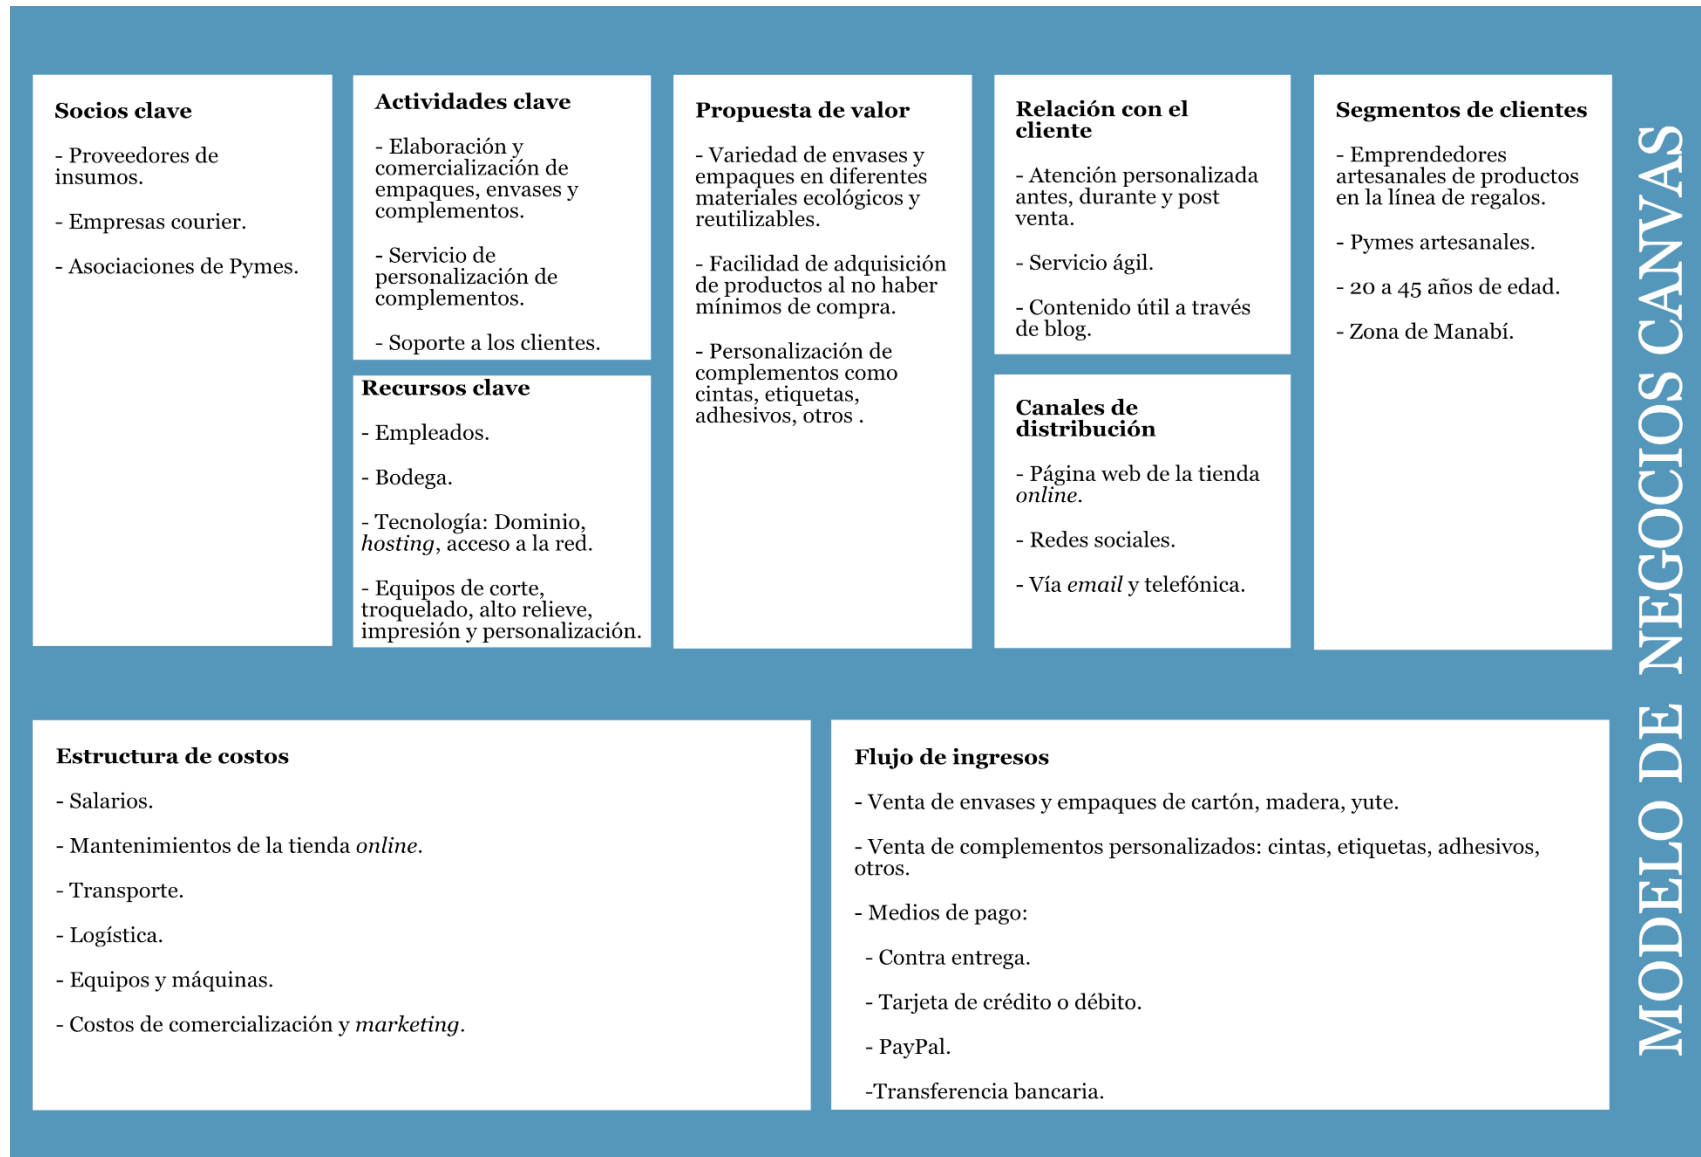 Socios clave
- Proveedores de
insumos.
- Empresas courier.
- Asociaciones de Pymes.
Actividades clave
- Elaboración y
comercialización de
empaques, envases y
complementos.
- Servicio de
personalización de
complementos.
- Soporte a los clientes.
Recursos clave
- Empleados.
- Bodega.
- Tecnología: Dominio,
hosting, acceso a la red.
- Equipos de corte,
troquelado, alto relieve,
impresión y personalización.
Propuesta de valor
- Variedad de envases y
empaques en diferentes
materiales ecológicos y
reutilizables.
- Facilidad de adquisición
de productos al no haber
mínimos de compra.
- Personalización de
complementos como
cintas, etiquetas,
adhesivos, otros .
Relación con el
cliente
- Atención personalizada
antes, durante y post
venta.
- Servicio ágil.
- Contenido útil a través
de blog.
Canales de
distribución
- Página web de la tienda
online.
- Redes sociales.
- Vía email y telefónica.
Segmentos de clientes
- Emprendedores
artesanales de productos
en la línea de regalos.
- Pymes artesanales.
- 20 a 45 años de edad.
- Zona de Manabí.
Estructura de costos
- Salarios.
- Mantenimientos de la tienda online.
- Transporte.
- Logística.
- Equipos y máquinas.
- Costos de comercialización y marketing.
Flujo de ingresos
- Venta de envases y empaques de cartón, madera, yute.
- Venta de complementos personalizados: cintas, etiquetas, adhesivos,
otros.
- Medios de pago:
- Contra entrega.
- Tarjeta de crédito o débito.
- PayPal.
-Transferencia bancaria.
MODELO DE NEGOCIOS CANVAS